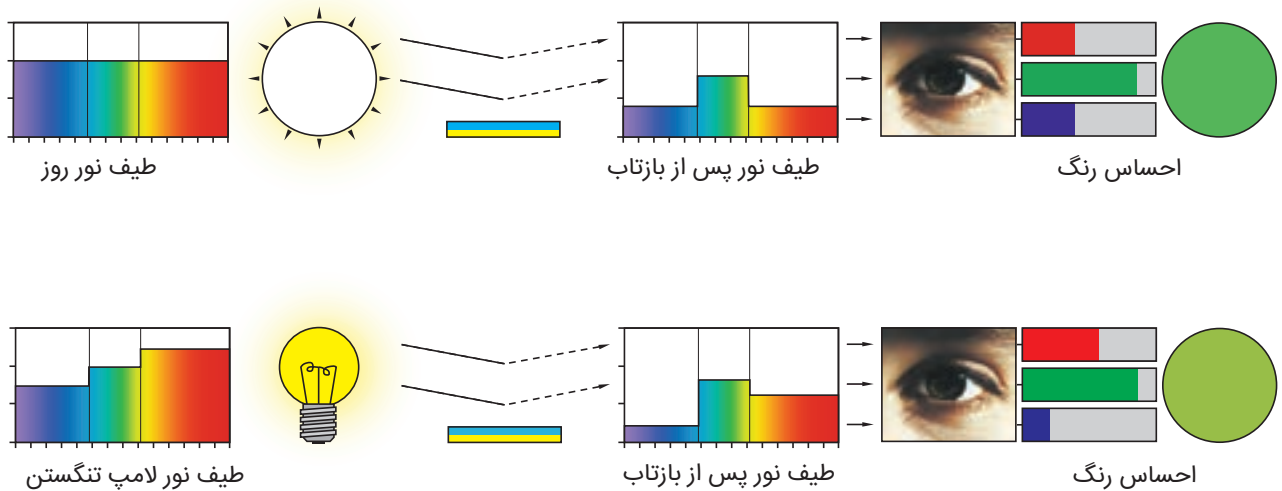 احساس رنگ
طیف نور پس از بازتاب
طیف نور روز
احساس رنگ
طیف نور پس از بازتاب
طیف نور لامپ تنگستن